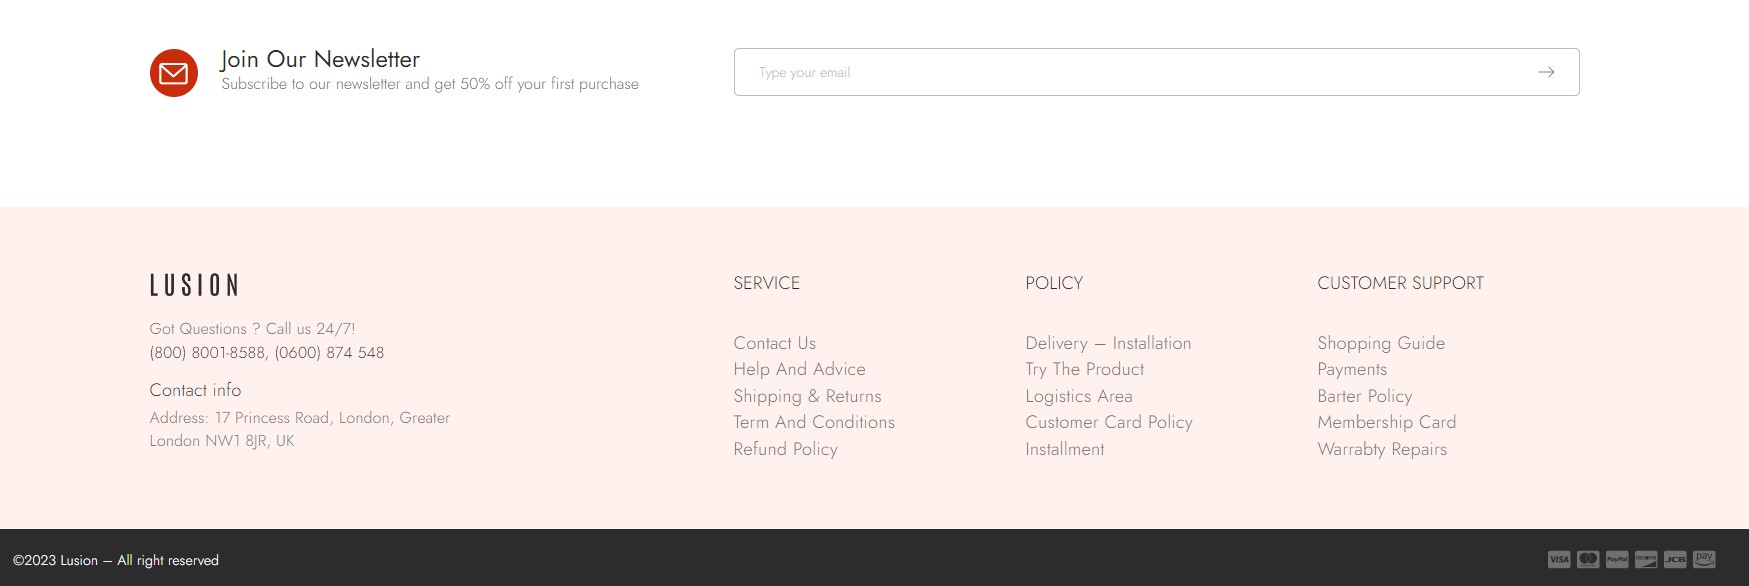 Join Our Newsletter
Subscribe to our newsletter and get 50% off your first purchase
Type your email
LUSION
Got Questions ? Call us 24/7!
(800) 8001-8588, (0600) 874 548
Contact info
Address: 17 Princess Road, London, Greater
London NW1 8JR, UK
SERVICE
Contact Us
Help And Advice
Shipping & Returns
Term And Conditions
Refund Policy
POLICY
Delivery – Installation
Try The Product
Logistics Area
Customer Card Policy
Installment
CUSTOMER SUPPORT
Shopping Guide
Payments
Barter Policy
Membership Card
Warrabty Repairs
©2023 Lusion – All right reserved
VISA
PayPal
DISCOVER
JCB
pay